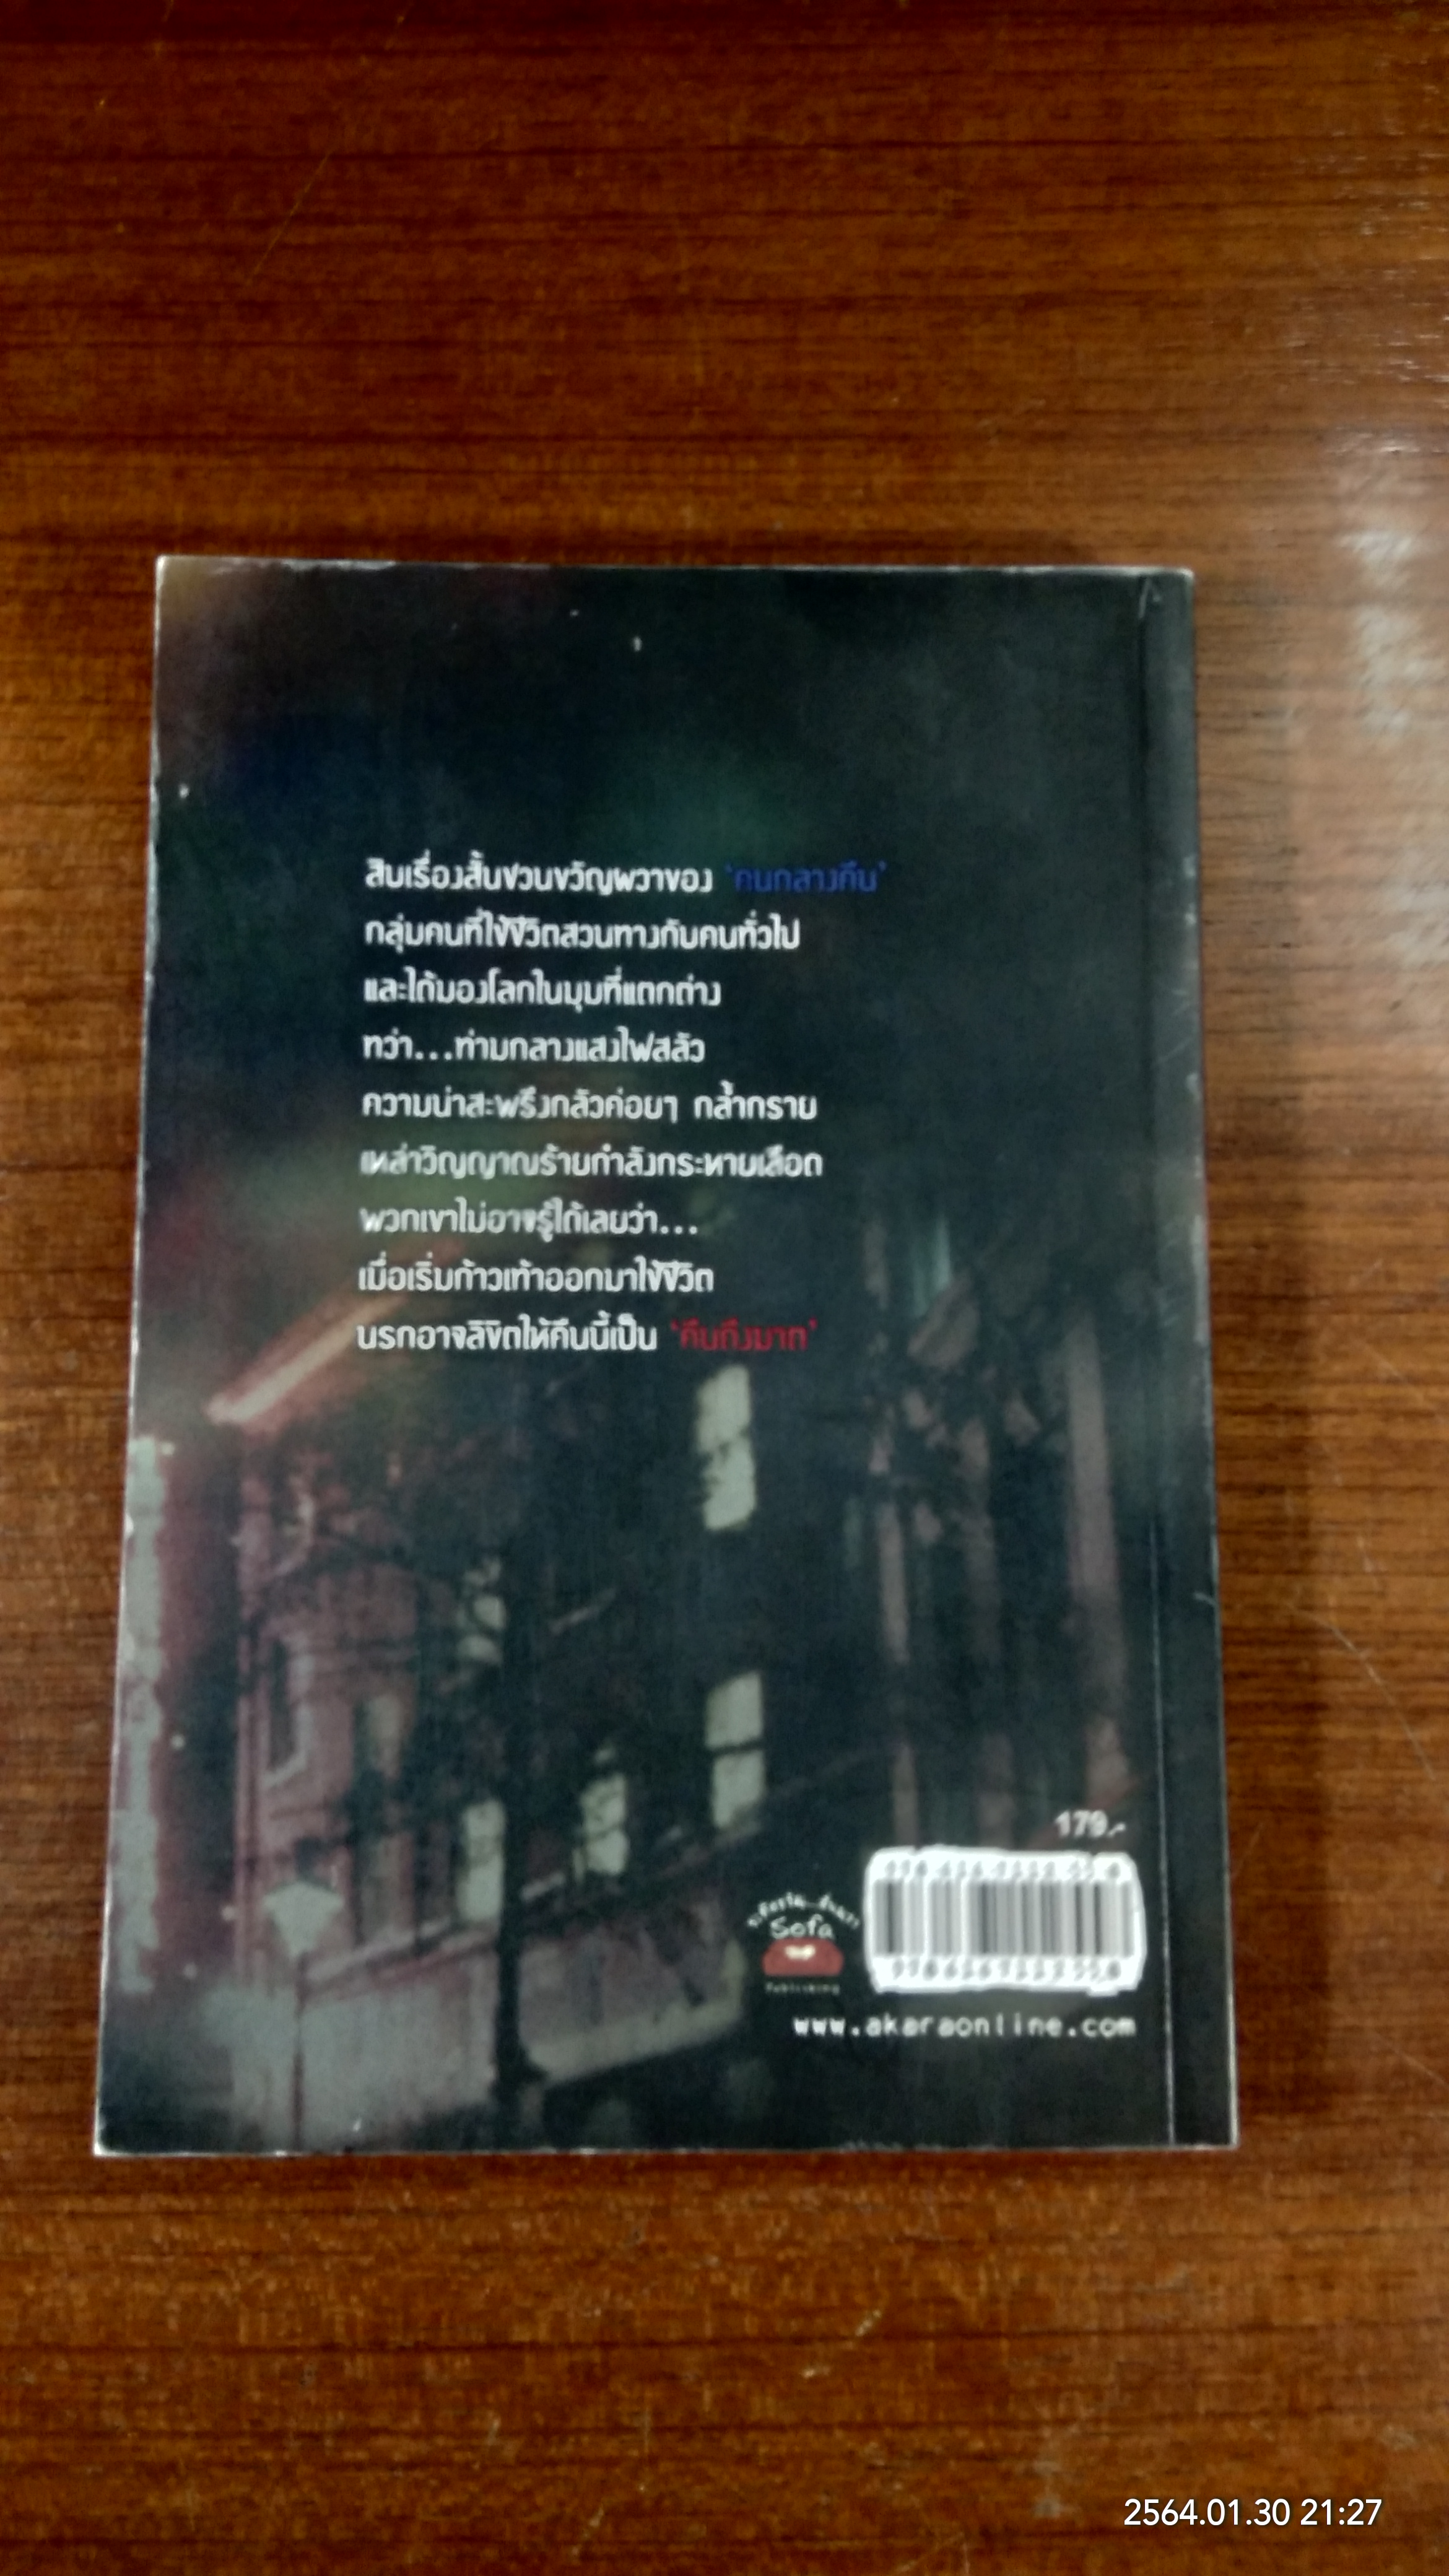 สิบเรื่องสั้นชวนขวัญผวาของ 'คนกลางคืน'
กลุ่มคนที่ใช้ชีวิตสวนทางกับคนทั่วไป
และได้มองโลกในมุมที่แตกต่าง
ทว่า...ท่ามกลางแสงไฟสลัว
ความน่าสะพรึงกลัวค่อยๆ กล้ำกราย
เหล่าวิญญาณร้ายกำลังกระหายเลือด
พวกเขาไม่อาจรู้ได้เลยว่า...
เมื่อเริ่มก้าวเท้าออกมาใช้ชีวิต
นรกอาจลิขิตให้คืนนี้เป็น 'คืนถึงฆาต'
179.-
Sofa
Publishing
www.akaraonline.com
2564.01.30 21:27